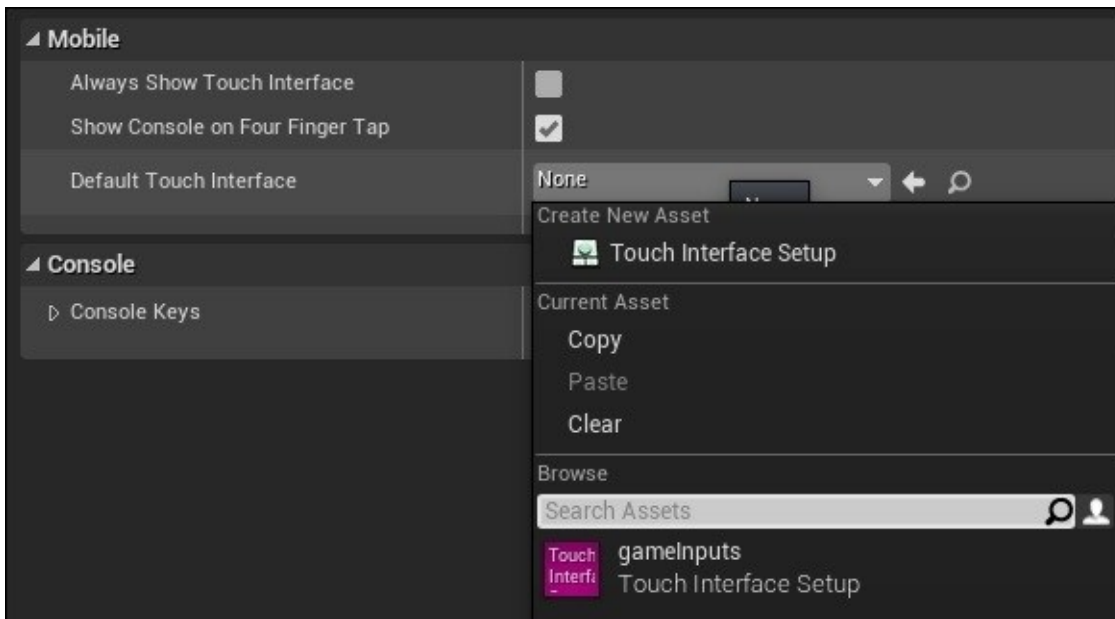 Mobile
Always Show Touch Interface
Show Console on Four Finger Tap
Default Touch Interface
None
Create New Asset
Touch Interface Setup
Console
Current Asset
Console Keys
Copy
Paste
Clear
Browse
Search Assets
Touch
gameInputs
Touch Interface Setup